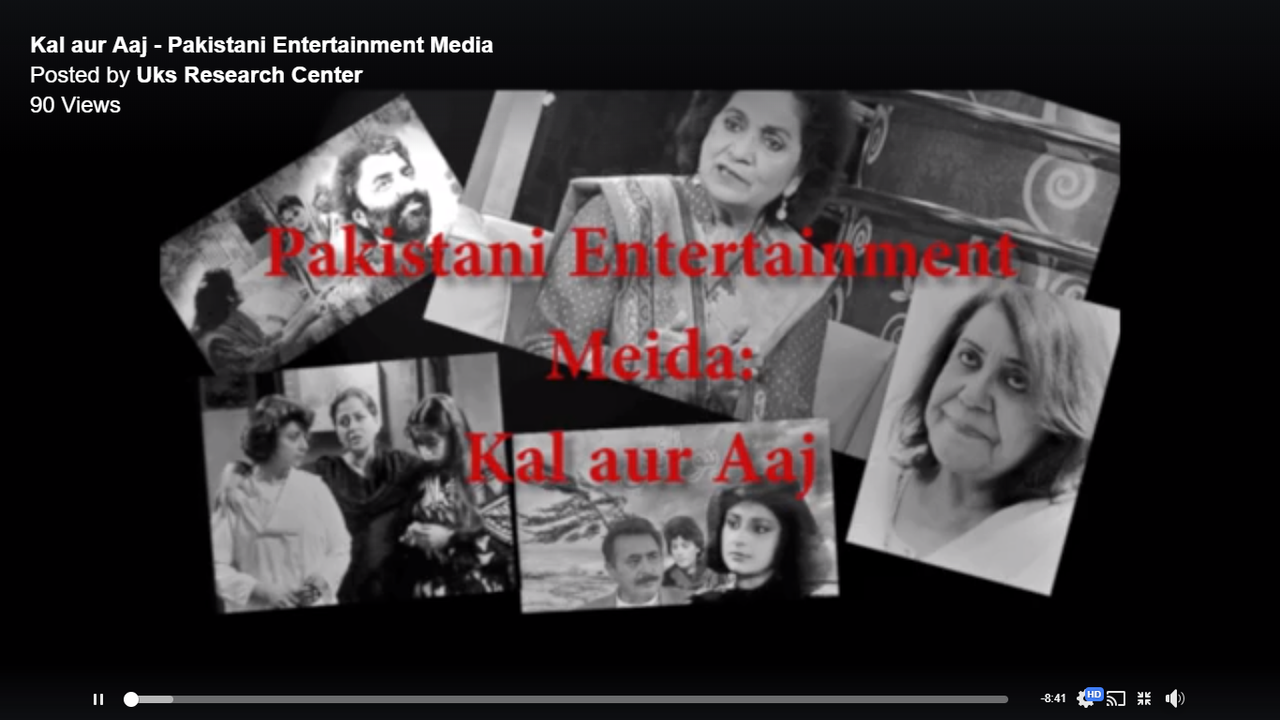 Kal aur Aaj - Pakistani Entertainment Media
Posted by Uks Research Center
90 Views
Pakistani Entertainment
Meida:
Kal aur Aaj
-8:41
HD